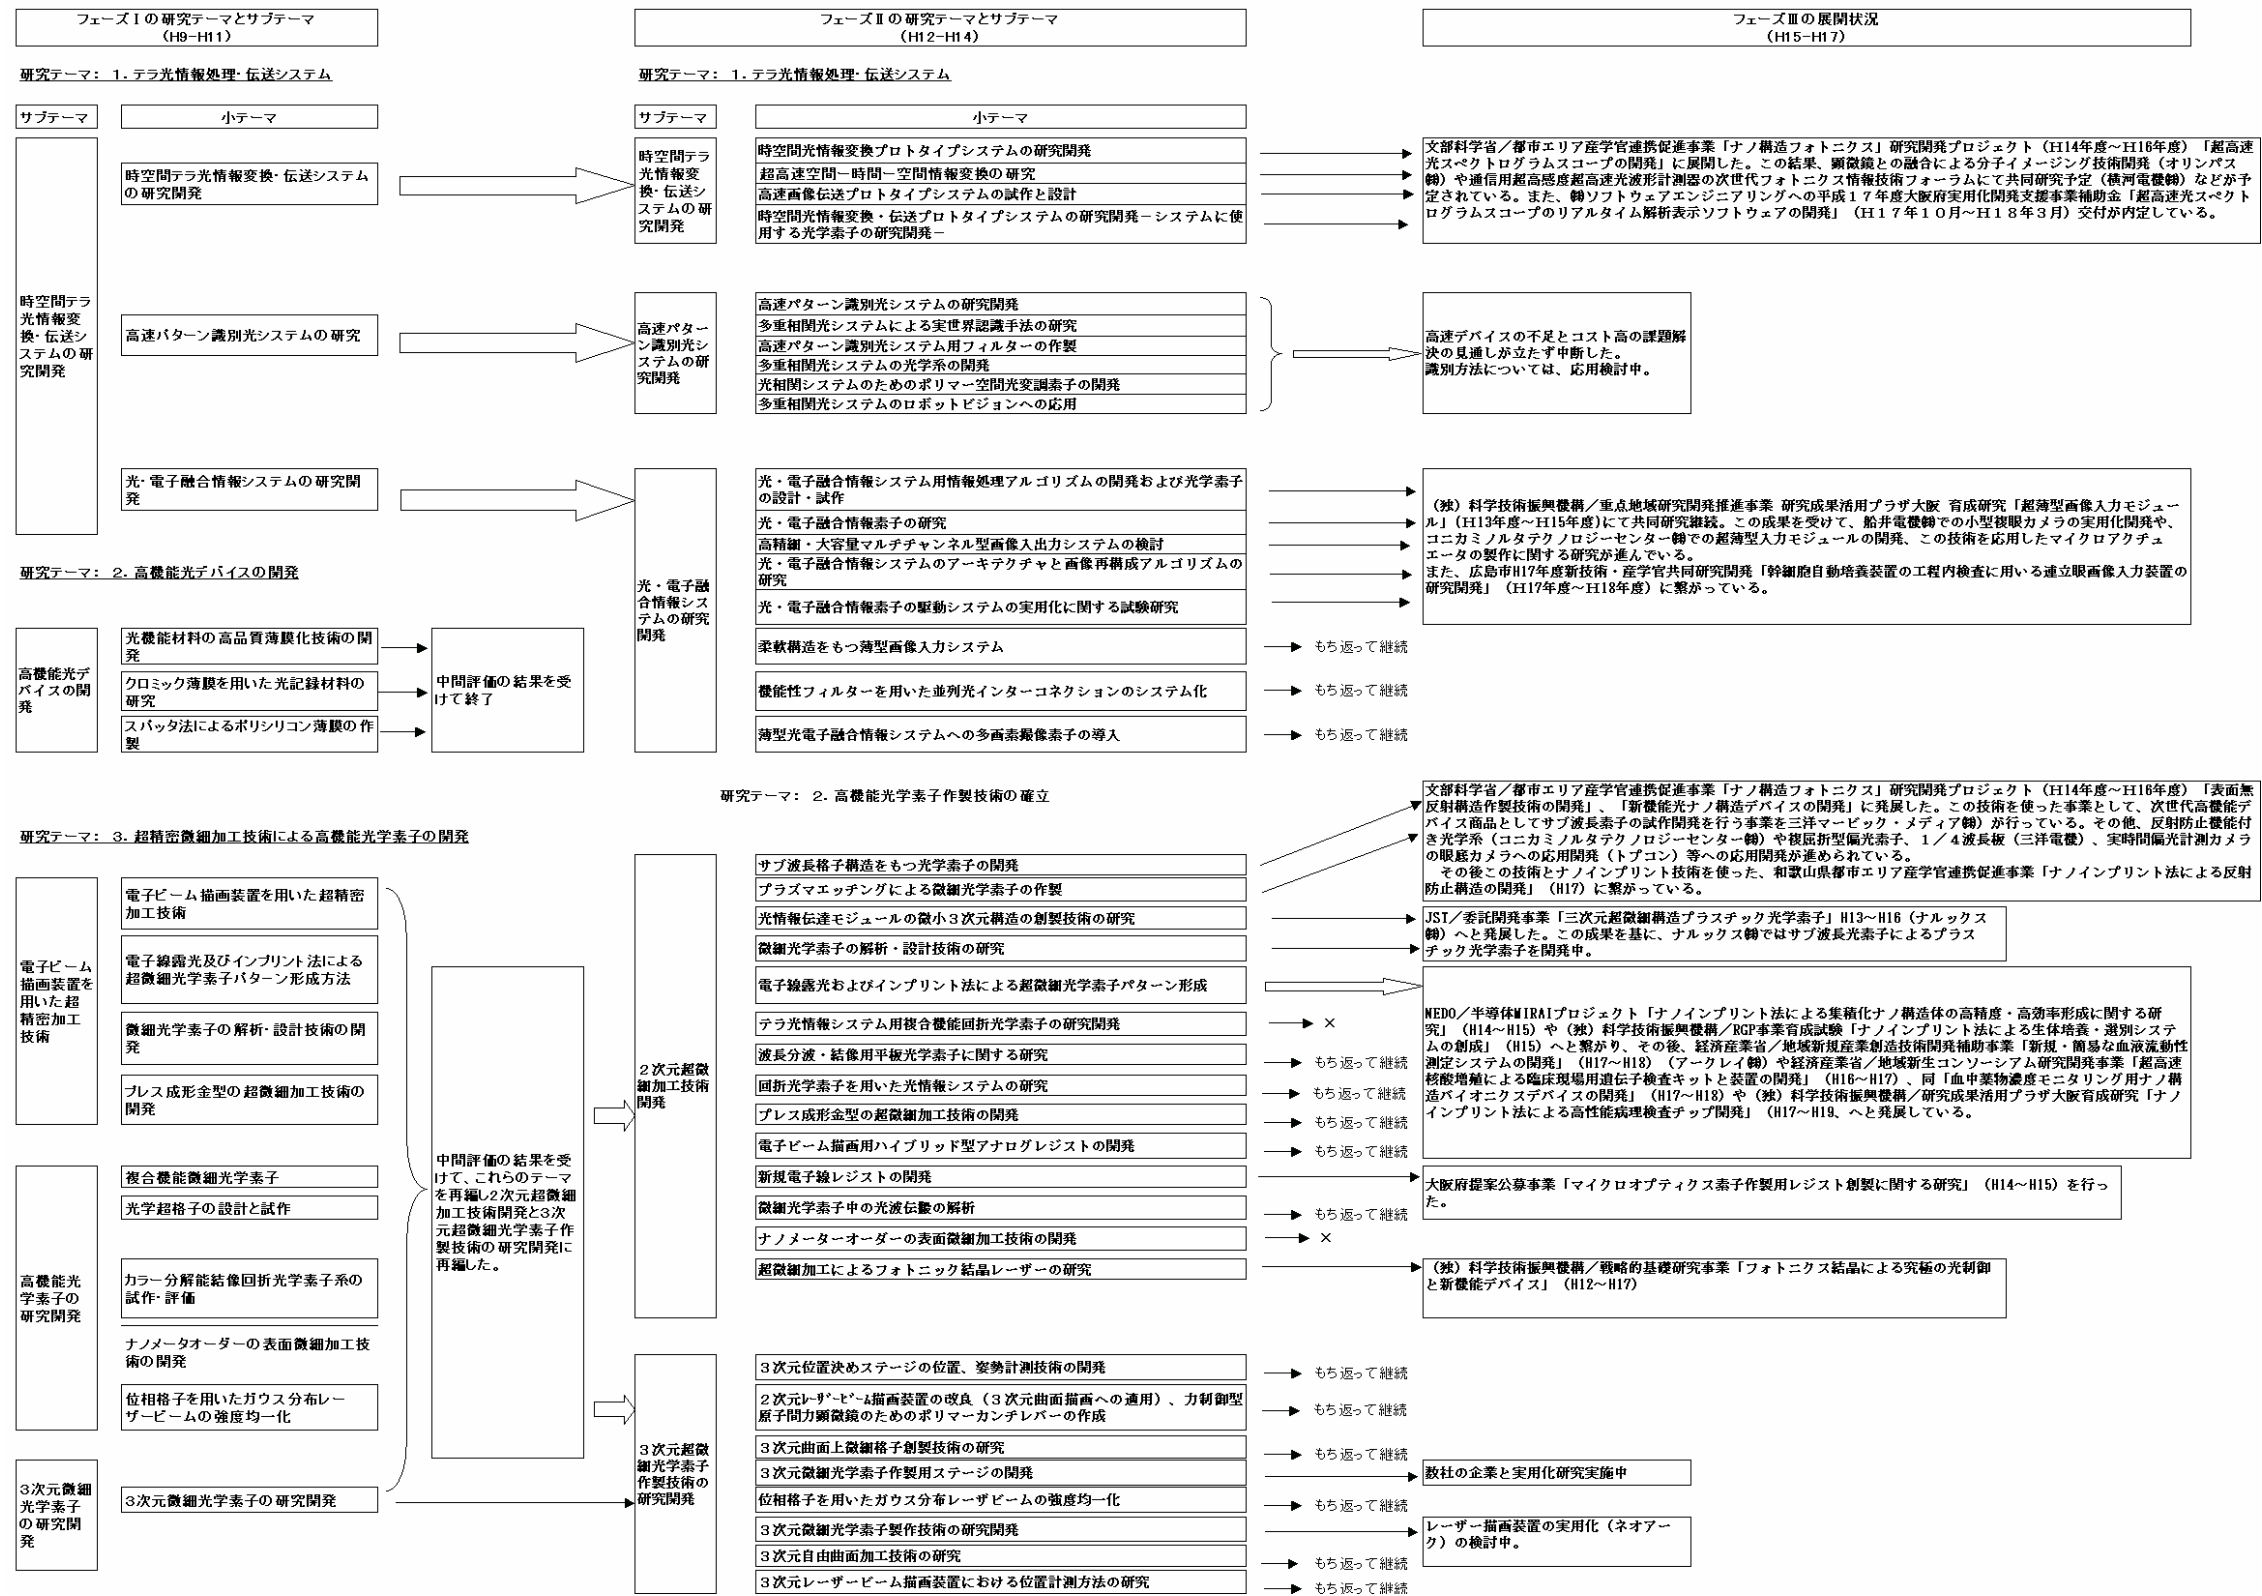 フェーズⅠの研究テーマとサブテーマ
(H9-H11)
研究テーマ： 1. テラ光情報処理・伝送システム
サブテーマ
小テーマ
時空間テラ
光情報変
換・伝送シ
ステムの研
究開発
時空間テラ光情報変換・伝送システム
の研究開発
高速パターン識別光システムの研究
光・電子融合情報システムの研究開
発
研究テーマ： 2. 高機能光デバイスの開発
高機能光デ
バイスの開
発
光機能材料の高品質薄膜化技術の開
発
クロミック薄膜を用いた光記録材料の
研究
スパッタ法によるポリシリコン薄膜の作
製
中間評価の結果を受
けて終了
研究テーマ： 3. 超精密微細加工技術による高機能光学素子の開発
電子ビーム
描画装置を
用いた超
精密加工
技術
電子ビーム描画装置を用いた超精密
加工技術
電子線露光及びインプリント法による
超微細光学素子パターン形成方法
微細光学素子の解析・設計技術の開
発
プレス成形金型の超微細加工技術の
開発
高機能光
学素子の
研究開発
複合機能微細光学素子
光学超格子の設計と試作
カラー分解能結像回折光学素子系の
試作・評価
ナノメータオーダーの表面微細加工技
術の開発
位相格子を用いたガウス分布レー
ザービームの強度均一化
3次元微細
光学素子
の研究開
発
3次元微細光学素子の研究開発
中間評価の結果を受
けて、これらのテーマ
を再編し2次元超微細
加工技術開発と3次
元超微細光学素子作
製技術の研究開発に
再編した。
フェーズⅡの研究テーマとサブテーマ
(H12-H14)
研究テーマ： 1. テラ光情報処理・伝送システム
サブテーマ
小テーマ
時空間テラ
光情報変
換・伝送シ
ステムの研
究開発
時空間光情報変換プロトタイプシステムの研究開発
超高速空間ー時間ー空間情報変換の研究
高速画像伝送プロトタイプシステムの試作と設計
時空間光情報変換・伝送プロトタイプシステムの研究開発－システムに使
用する光学素子の研究開発－
高速パター
ン識別光シ
ステムの研
究開発
高速パターン識別光システムの研究開発
多重相関光システムによる実世界認識手法の研究
高速パターン識別光システム用フィルターの作製
多重相関光システムの光学系の開発
光相関システムのためのポリマー空間光変調素子の開発
多重相関光システムのロボットビジョンへの応用
光・電子融
合情報シス
テムの研究
開発
光・電子融合情報システム用情報処理アルゴリズムの開発および光学素子
の設計・試作
光・電子融合情報素子の研究
高精細・大容量マルチチャンネル型画像入出力システムの検討
光・電子融合情報システムのアーキテクチャと画像再構成アルゴリズムの
研究
光・電子融合情報素子の駆動システムの実用化に関する試験研究
柔軟構造をもつ薄型画像入力システム
もち返って継続
機能性フィルターを用いた並列光インターコネクションのシステム化
もち返って継続
薄型光電子融合情報システムへの多画素撮像素子の導入
もち返って継続
研究テーマ： 2. 高機能光学素子作製技術の確立
2次元超微
細加工技術
開発
サブ波長格子構造をもつ光学素子の開発
プラズマエッチングによる微細光学素子の作製
光情報伝達モジュールの微小３次元構造の創製技術の研究
微細光学素子の解析・設計技術の研究
電子線露光およびインプリント法による超微細光学素子パターン形成
テラ光情報システム用複合機能回折光学素子の研究開発
×
波長分波・結像用平板光学素子に関する研究
もち返って継続
回折光学素子を用いた光情報システムの研究
もち返って継続
プレス成形金型の超微細加工技術の開発
もち返って継続
電子ビーム描画用ハイブリッド型アナログレジストの開発
もち返って継続
新規電子線レジストの開発
微細光学素子中の光波伝搬の解析
もち返って継続
ナノメーターオーダーの表面微細加工技術の開発
×
超微細加工によるフォトニック結晶レーザーの研究
３次元超微
細光学素子
作製技術の
研究開発
３次元位置決めステージの位置、姿勢計測技術の開発
もち返って継続
２次元ﾚｰｻﾞｰﾋﾞｰﾑ描画装置の改良（３次元曲面描画への適用）、力制御型
原子間力顕微鏡のためのポリマーカンチレバーの作成
もち返って継続
３次元曲面上微細格子創製技術の研究
もち返って継続
３次元微細光学素子作製用ステージの開発
位相格子を用いたガウス分布レーザビームの強度均一化
もち返って継続
３次元微細光学素子製作技術の研究開発
３次元自由曲面加工技術の研究
もち返って継続
３次元レーザービーム描画装置における位置計測方法の研究
もち返って継続
フェーズⅢの展開状況
(H15-H17)
文部科学省／都市エリア産学官連携促進事業「ナノ構造フォトニクス」研究開発プロジェクト（H14年度～H16年度）「超高速
光スペクトログラムスコープの開発」に展開した。この結果、顕微鏡との融合による分子イメージング技術開発（オリンパス
㈱）や通信用超高感度超高速光波形計測器の次世代フォトニクス情報技術フォーラムにて共同研究予定（横河電機㈱）などが予
定されている。また、㈱ソフトウェアエンジニアリングへの平成１７年度大阪府実用化開発支援事業補助金「超高速光スペクト
ログラムスコープのリアルタイム解析表示ソフトウェアの開発」（H１７年１０月～H１８年３月）交付が内定している。
高速デバイスの不足とコスト高の課題解
決の見通しが立たず中断した。
識別方法については、応用検討中。
（独）科学技術振興機構／重点地域研究開発推進事業 研究成果活用プラザ大阪 育成研究「超薄型画像入力モジュー
ル」(H13年度～H15年度)にて共同研究継続。この成果を受けて、船井電機㈱での小型複眼カメラの実用化開発や、
コニカミノルタテクノロジーセンター㈱での超薄型入力モジュールの開発、この技術を応用したマイクロアクチュ
エータの製作に関する研究が進んでいる。
また、広島市H17年度新技術・産学官共同研究開発「幹細胞自動培養装置の工程内検査に用いる連立眼画像入力装置の
研究開発」（H17年度～H18年度）に繋がっている。
文部科学省／都市エリア産学官連携促進事業「ナノ構造フォトニクス」研究開発プロジェクト（H14年度～H16年度）「表面無
反射構造作製技術の開発」、「新機能光ナノ構造デバイスの開発」に発展した。この技術を使った事業として、次世代高機能デ
バイス商品としてサブ波長素子の試作開発を行う事業を三洋マービック・メディア㈱）が行っている。その他、反射防止機能付
き光学系（コニカミノルタテクノロジーセンター㈱）や複屈折型偏光素子、１／４波長板（三洋電機）、実時間偏光計測カメラ
の眼底カメラへの応用開発（トプコン）等への応用開発が進められている。
その後この技術とナノインプリント技術を使った、和歌山県都市エリア産学官連携促進事業「ナノインプリント法による反射
防止構造の開発」（H17）に繋がっている。
JST／委託開発事業「三次元超微細構造プラスチック光学素子」H13～H16（ナルックス
㈱）へと発展した。この成果を基に、ナルックス㈱ではサブ波長光素子によるプラス
チック光学素子を開発中。
NEDO／半導体MIRAIプロジェクト「ナノインプリント法による集積化ナノ構造体の高精度・高効率形成に関する研
究」（H14～H15）や（独）科学技術振興機構／RGP事業育成試験「ナノインプリント法による生体培養・選別システ
ムの創成」（H15）へと繋がり、その後、経済産業省／地域新規産業創造技術開発補助事業「新規・簡易な血液流動性
測定システムの開発」（H17～H18）（アークレイ㈱）や経済産業省／地域新生コンソーシアム研究開発事業「超高速
核酸増殖による臨床現場用遺伝子検査キットと装置の開発」（H16～H17）、同「血中薬物濃度モニタリング用ナノ構
造バイオニクスデバイスの開発」（H17～H18）や（独）科学技術振興機構／研究成果活用プラザ大阪育成研究「ナノ
インプリント法による高性能病理検査チップ開発」（H17～H19、へと発展している。
大阪府提案公募事業「マイクロオプティクス素子作製用レジスト創製に関する研究」（H14～H15）を行っ
た。
（独）科学技術振興機構／戦略的基礎研究事業「フォトニクス結晶による究極の光制御
と新機能デバイス」（H12～H17）
数社の企業と実用化研究実施中
レーザー描画装置の実用化（ネオアー
ク）の検討中。